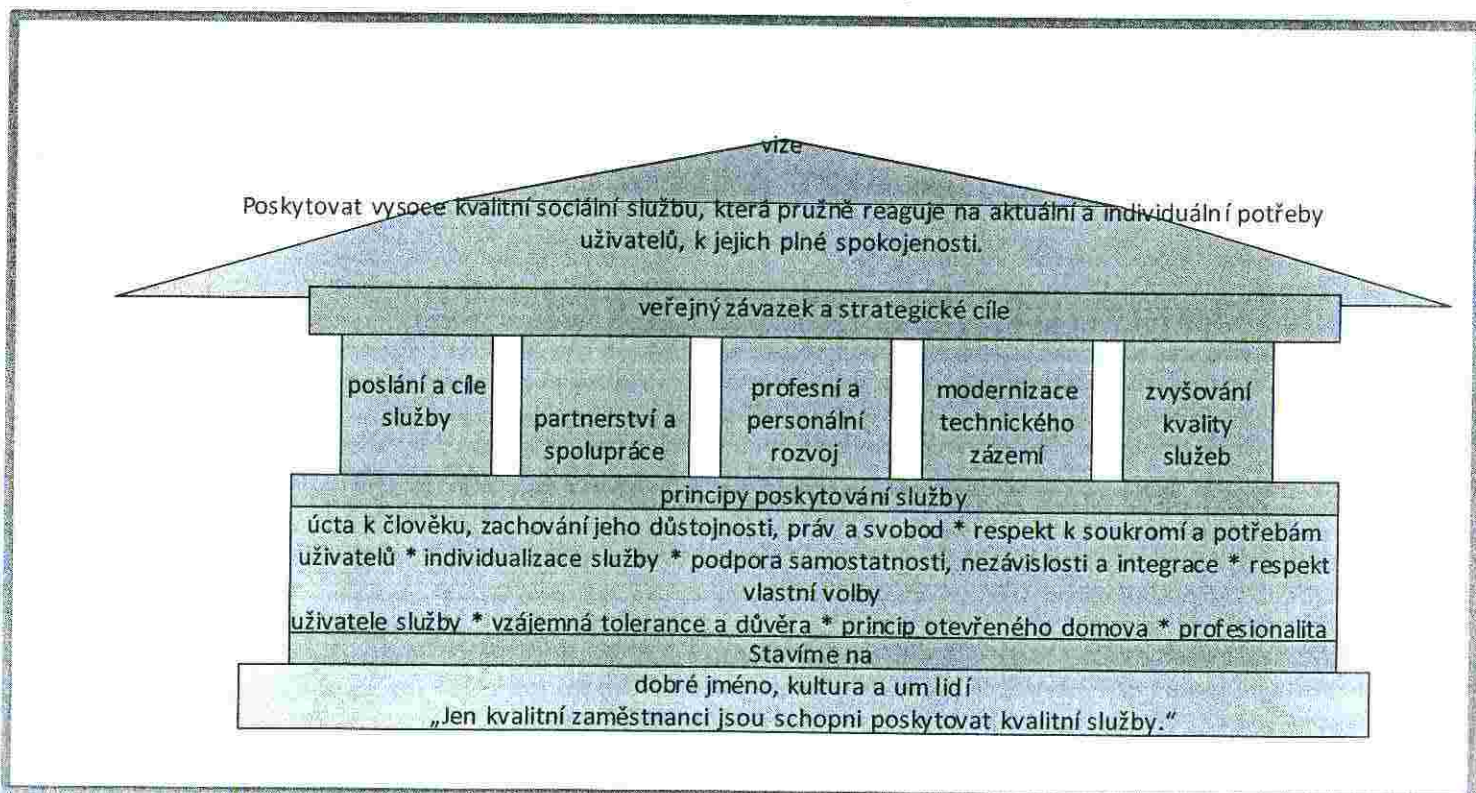 vize
Poskytovat vysoce kvalitní sociální službu, která pružně reaguje na aktuální a individuální potřeby
uživatelů, k jejich plné spokojenosti.
veřejný závazek a strategické cíle
poslání a cíle
služby
partnerství a
spolupráce
profesní a
personální
rozvoj
modernizace
technického
zázemí
zvyšování
kvality
služeb
principy poskytování služby
úcta k člověku, zachování jeho důstojnosti, práv a svobod * respekt k soukromí a potřebám
uživatelů * individualizace služby * podpora samostatnosti, nezávislosti a integrace * respekt
vlastní volby
uživatele služby * vzájemná tolerance a důvěra * princip otevřeného domova * profesionalita
Stavíme na
dobré jméno, kultura a um lidí
„Jen kvalitní zaměstnanci jsou schopni poskytovat kvalitní služby.“